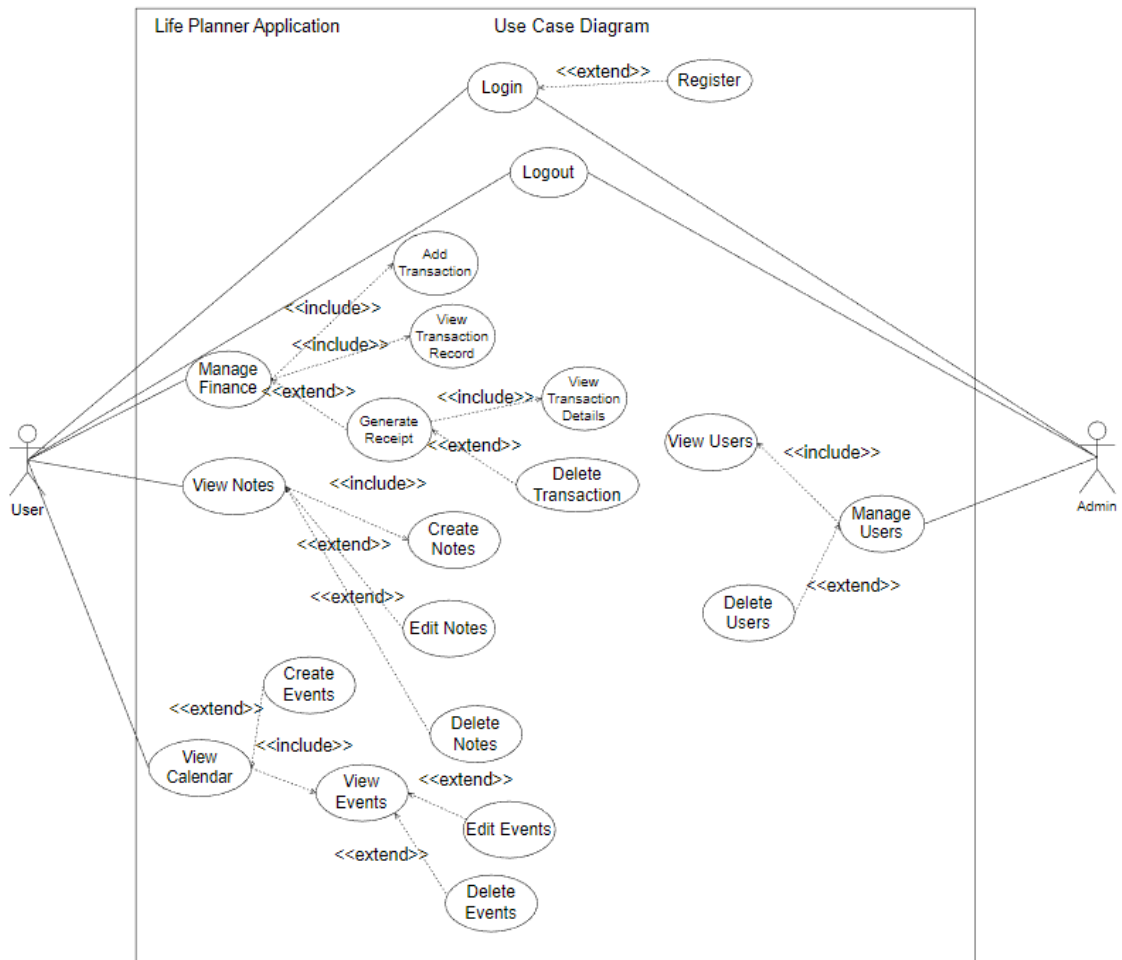 Life Planner Application
Use Case Diagram
Login
<<extend>>
Register
Logout
Add
Transaction
<<include>>
View
Transaction
Record
<<include>>
Manage
Finance
<<extend>>
Generate
Receipt
<<include>>
View
Transaction
Details
<<extend>>
Delete
Transaction
View Users
<<include>>
Manage
Users
<<extend>>
Delete
Users
User
Admin
View Notes
<<include>>
Create
Notes
<<extend>>
<<extend>>
Edit Notes
Delete
Notes
Create
Events
<<extend>>
<<include>>
View
Calendar
View
Events
<<extend>>
Edit Events
<<extend>>
Delete
Events